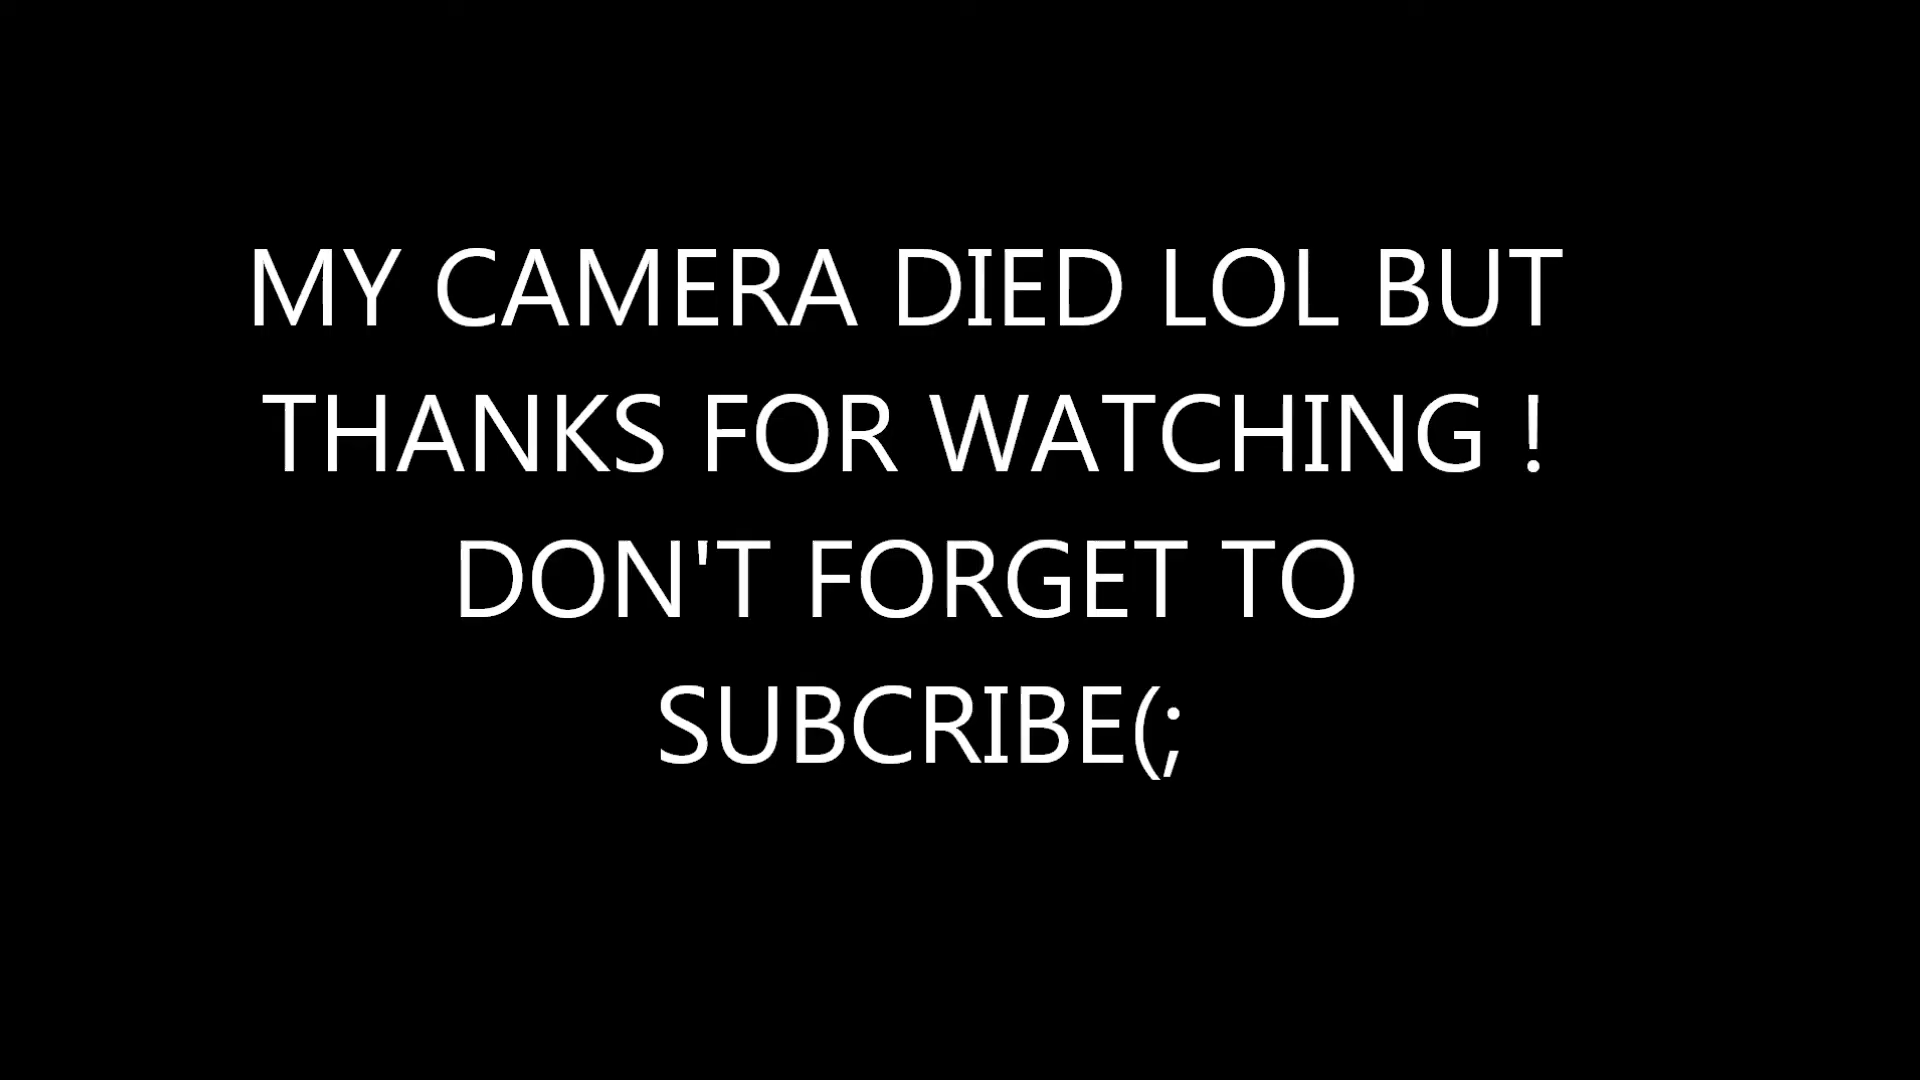 MY CAMERA DIED LOL BUT
THANKS FOR WATCHING !
DON'T FORGET TO
SUBCRIBE(;